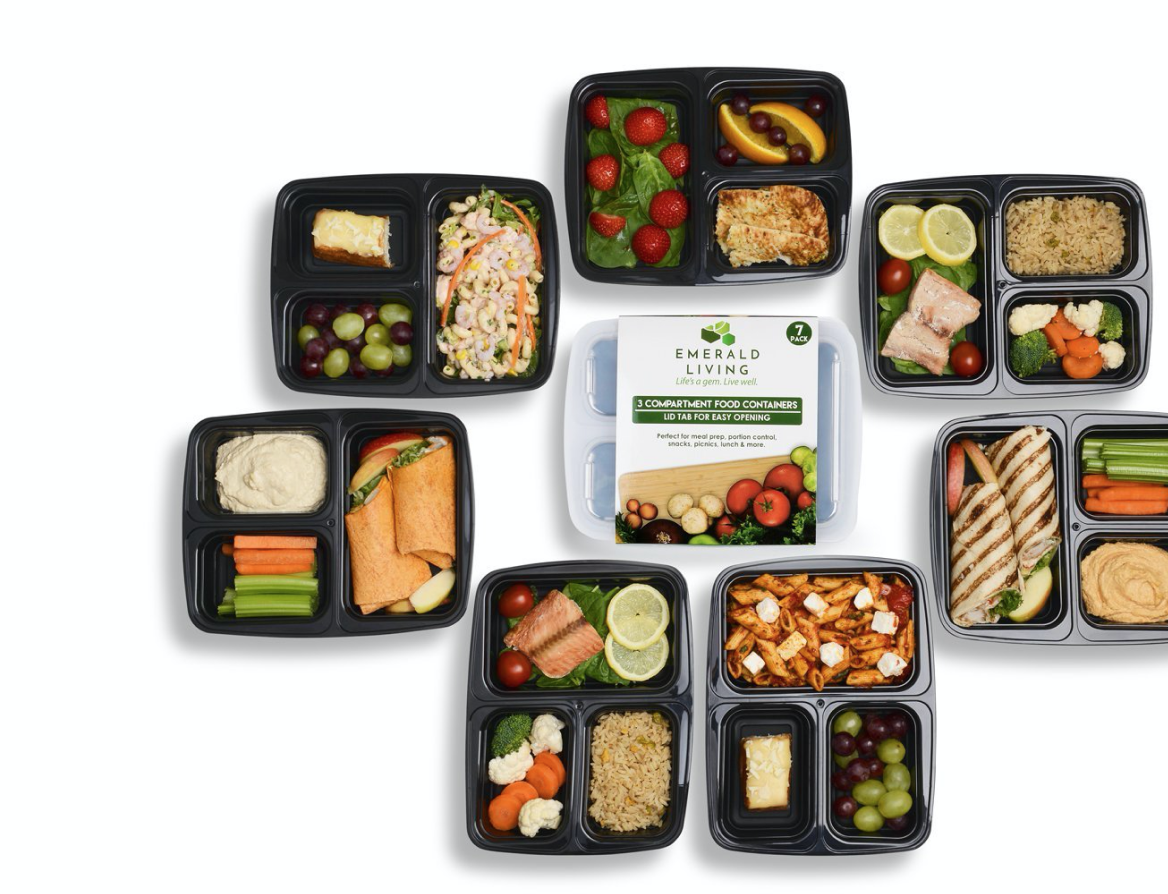 7
PACK
EMERALD
LIVING
Life's a gem. Live well.
3 COMPARTMENT FOOD CONTAINERS
LID TAB FOR EASY OPENING
Perfect for meal prep, portion control,
snacks, picnics, lunch & more.